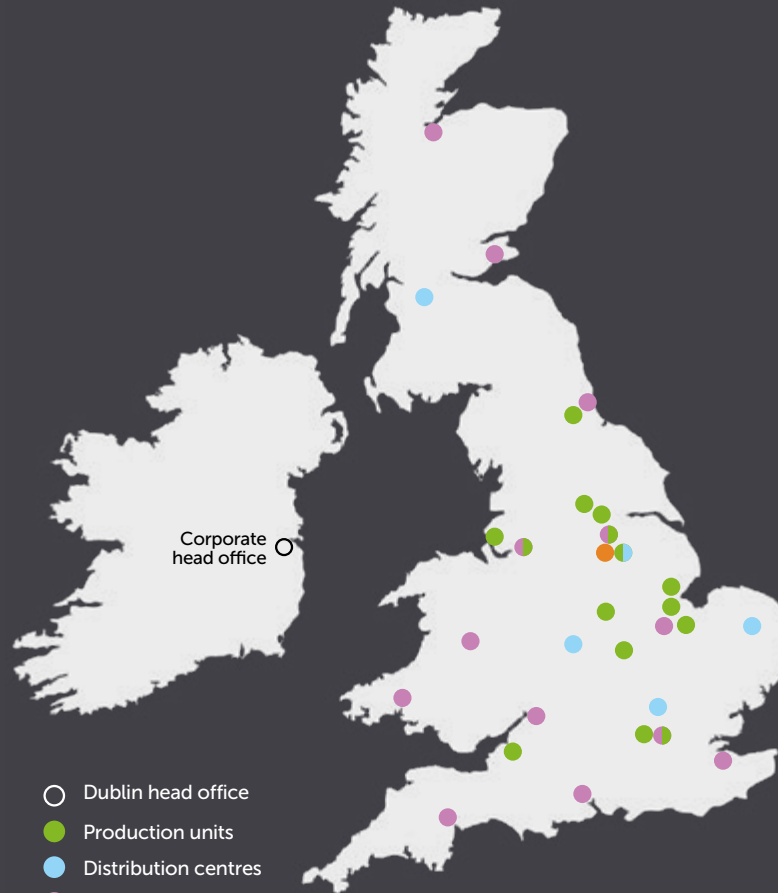 Corporate
head office
Dublin head office
Production units
Distribution centres